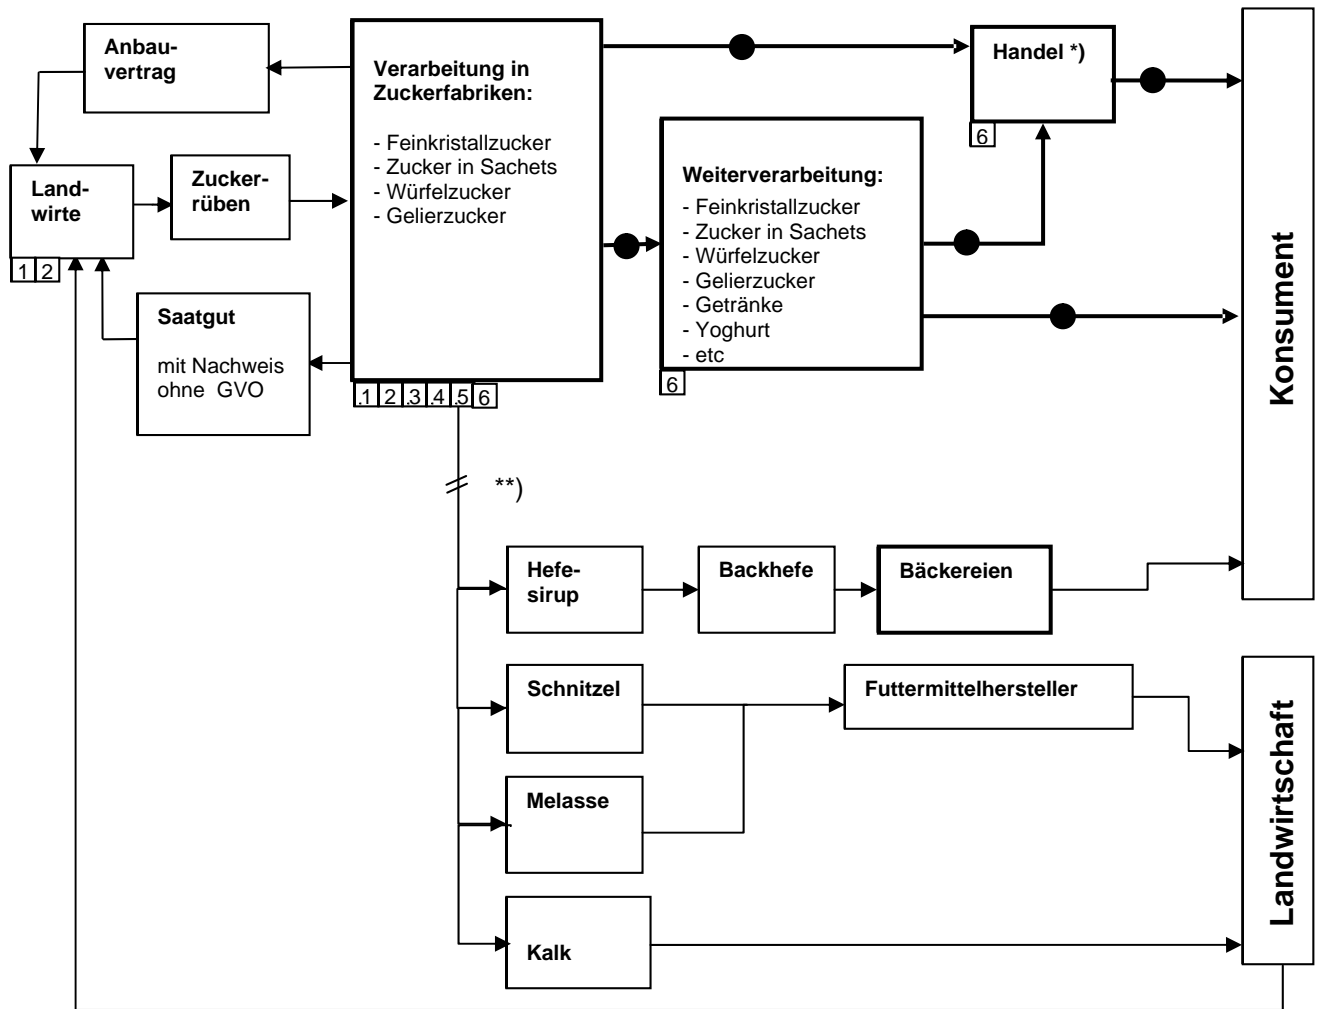 Anbau-
vertrag
Verarbeitung in
Zuckerfabriken:
- Feinkristallzucker
- Zucker in Sachets
- Würfelzucker
- Gelierzucker
Handel *)
6
Land-
wirte
1 2
Zucker-
rüben
Weiterverarbeitung:
- Feinkristallzucker
- Zucker in Sachets
- Würfelzucker
- Gelierzucker
- Getränke
- Yoghurt
- etc
6
Saatgut
mit Nachweis
ohne GVO
.1 2 .3 .4 .5 6
Konsument
**)
Hefe-
sirup
Backhefe
Bäckereien
Schnitzel
Futtermittelhersteller
Melasse
Kalk
Landwirtschaft